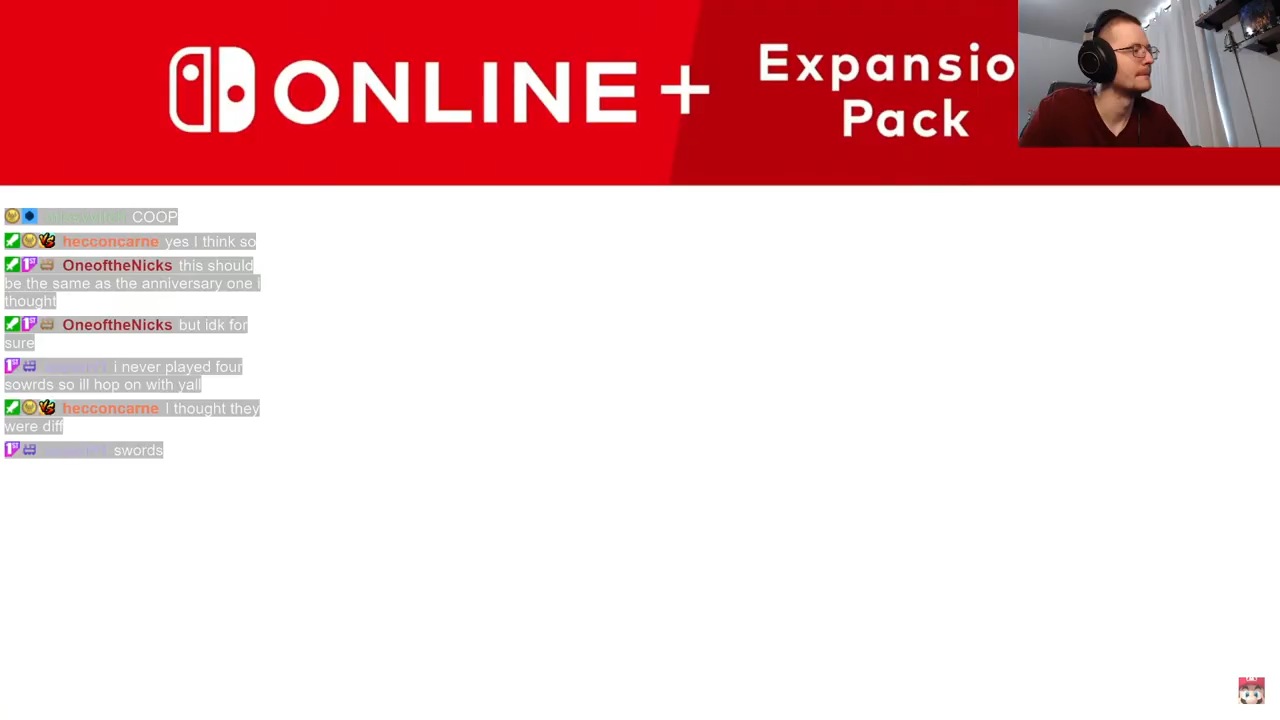 ONLINE +
Expansio
Pack
COOP
hecconcarne yes I think so
OneoftheNicks this should
be the same as the anniversary one I
thought
OneoftheNicks but idk for
sure
i never played four
sowrds so ill hop on with yall
hecconcarne I thought they
were diff
swords